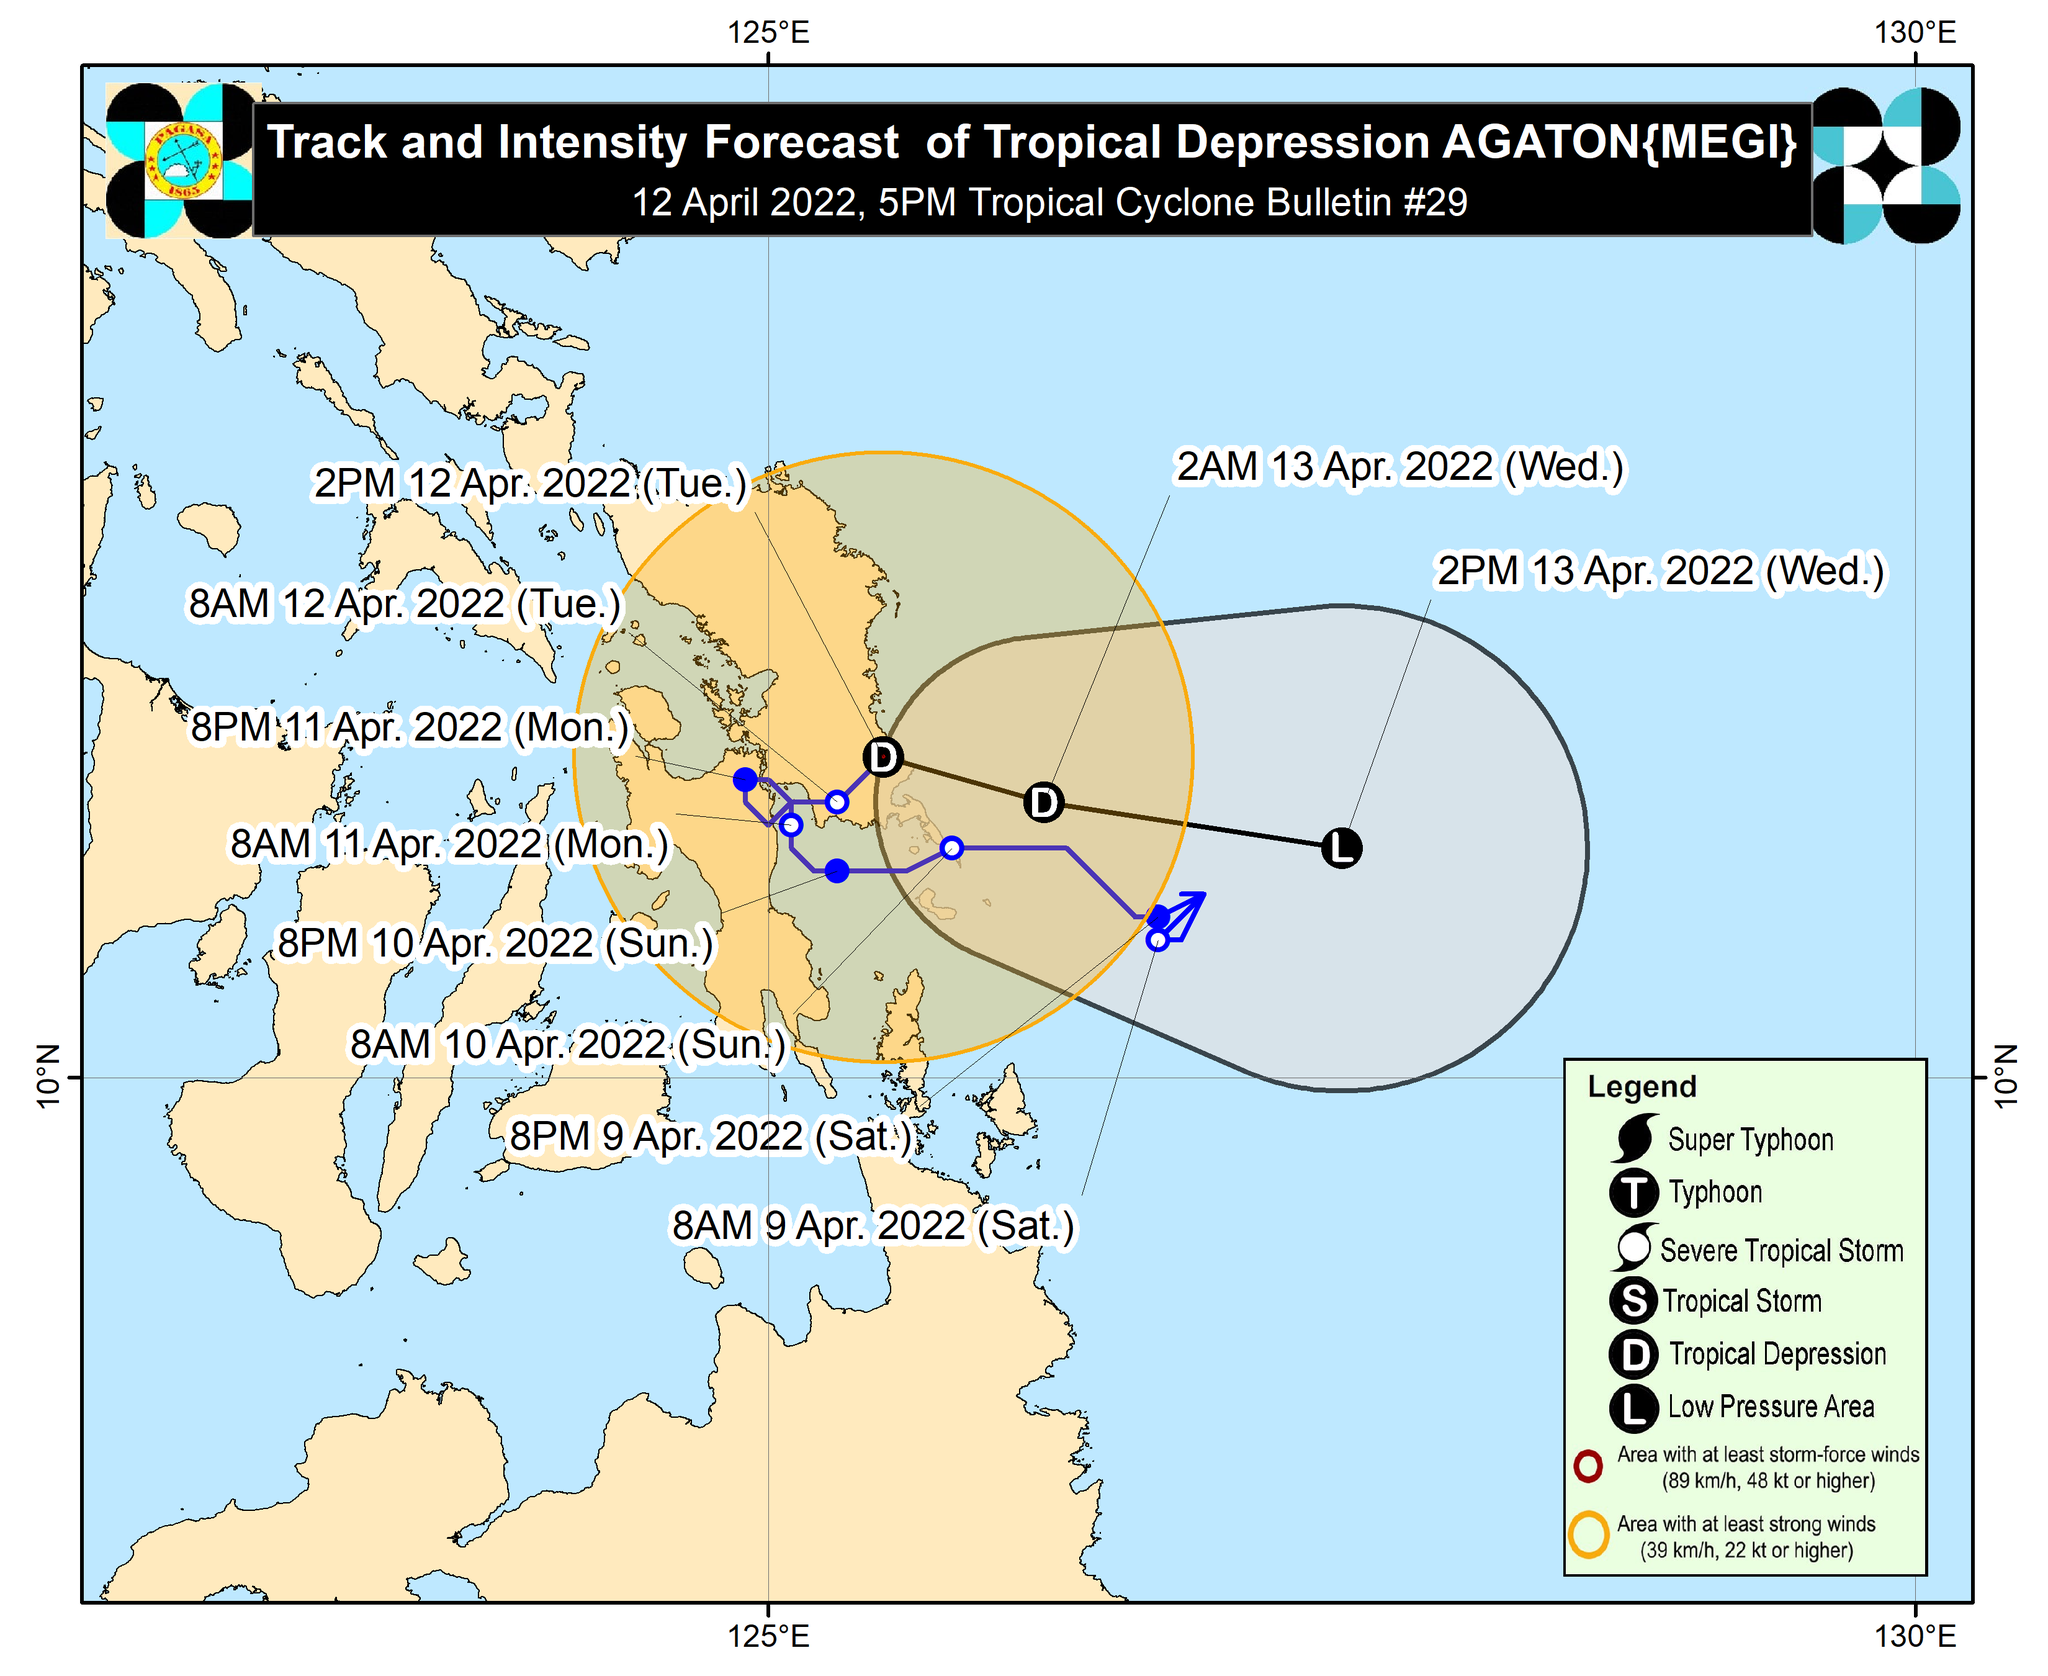 125°E
130°E
PAGASA
1865
Track and Intensity Forecast  of Tropical Depression AGATON{MEGI}
12 April 2022, 5PM Tropical Cyclone Bulletin #29
2AM 13 Apr. 2022 (Wed.)
2PM 12 Apr. 2022 (Tue.)
2PM 13 Apr. 2022 (Wed.)
8AM 12 Apr. 2022 (Tue.)
8PM 11 Apr. 2022 (Mon.)
D
D
L
8AM 11 Apr. 2022 (Mon.)
8PM 10 Apr. 2022 (Sun.)
8AM 10 Apr. 2022 (Sun.)
10°N
10°N
8PM 9 Apr. 2022 (Sat.)
8AM 9 Apr. 2022 (Sat.)
Legend
Super Typhoon
T Typhoon
Severe Tropical Storm
S Tropical Storm
D Tropical Depression
L Low Pressure Area
Area with at least storm-force winds
(89 km/h, 48 kt or higher)
Area with at least strong winds
(39 km/h, 22 kt or higher)
125°E
130°E